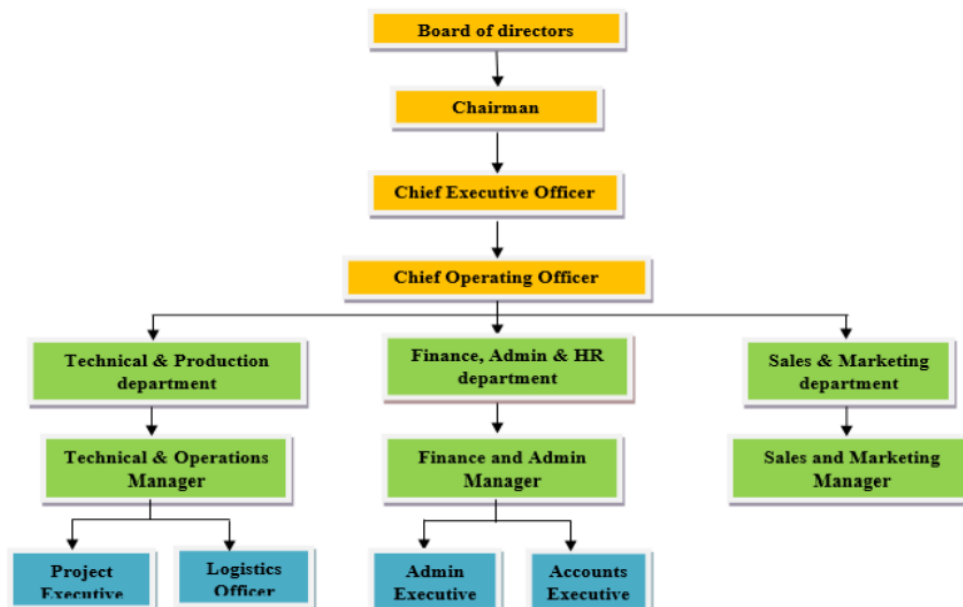 Board of directors
Chairman
Chief Executive Officer
Chief Operating Officer
Technical & Production
department
Finance, Admin & HR
department
Sales & Marketing
department
Technical & Operations
Manager
Finance and Admin
Manager
Sales and Marketing
Manager
Project
Executive
Logistics
Officer
Admin
Executive
Accounts
Executive